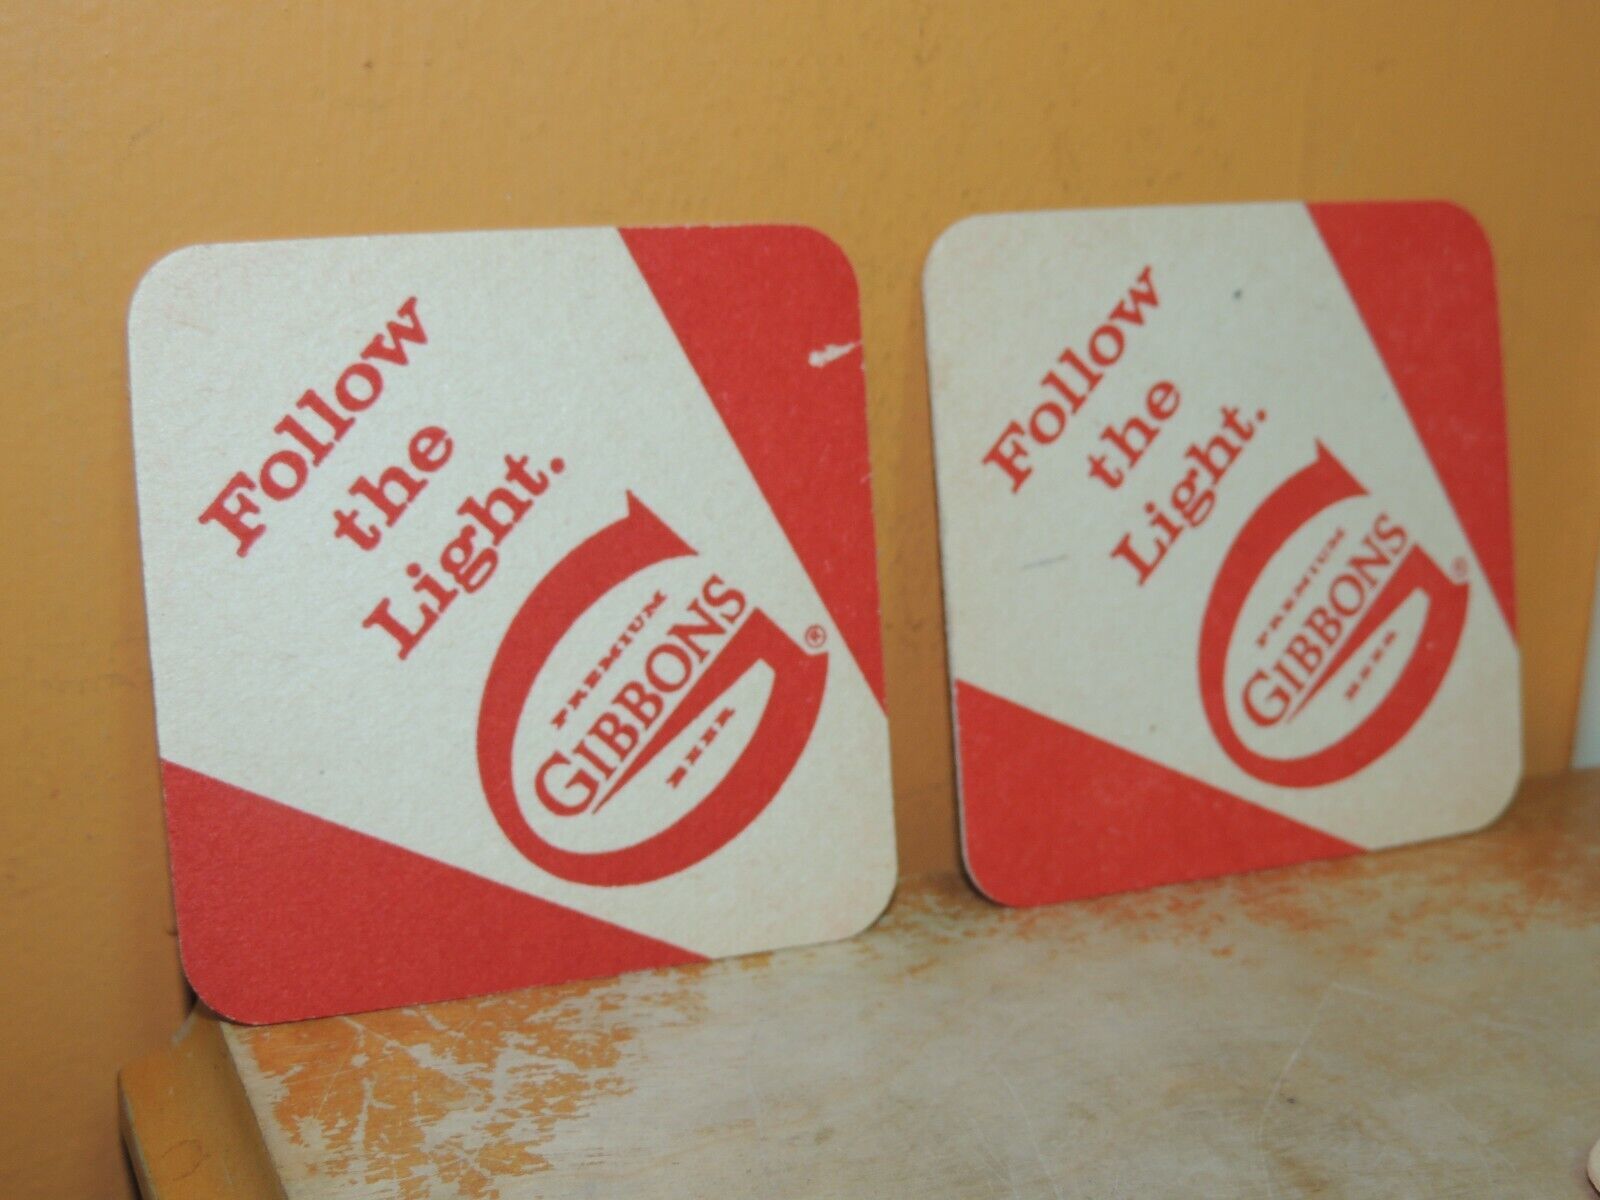 Follow
the
Light.
PREMIUM
GIBBONS
BEER
®
Follow
the
Light.
PREMIUM
GIBBONS
BEER
®